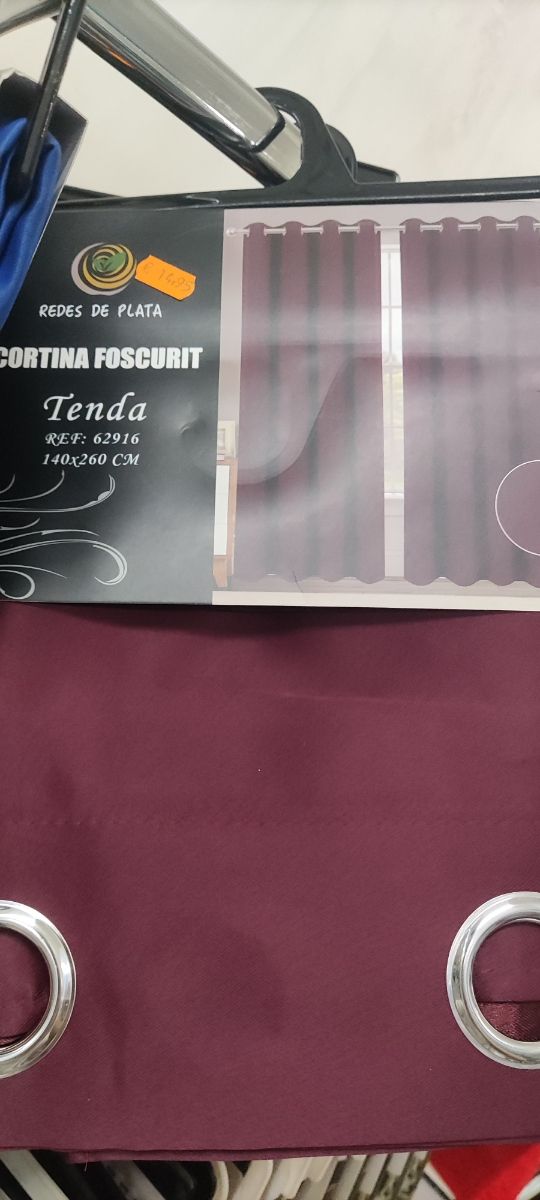 € 14,95
REDES DE PLATA
CORTINA FOSCURIT
Tenda
REF: 62916
140x260 CM